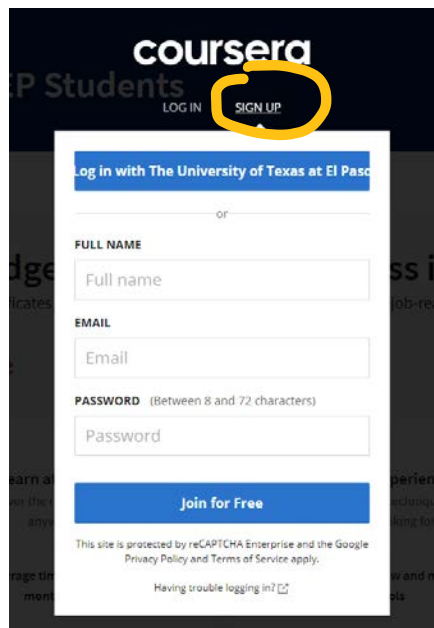 coursera
EP Students
LOG IN SIGN UP
Log in with The University of Texas at El Paso
or
FULL NAME
Full name
EMAIL
Email
PASSWORD (Between 8 and 72 characters)
Password
Join for Free
This site is protected by reCAPTCHA Enterprise and the Google
Privacy Policy and Terms of Service apply.
Having trouble logging in?